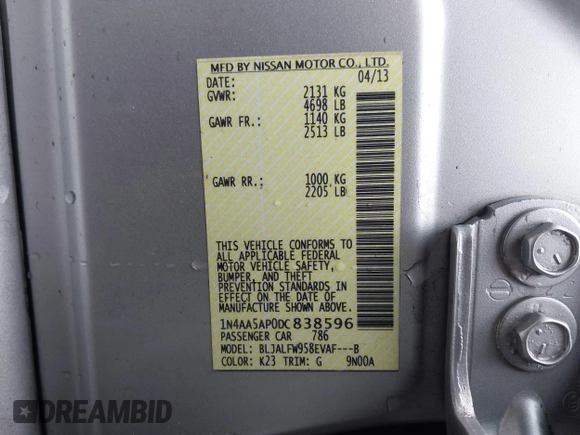 MFD BY NISSAN MOTOR CO., LTD.
DATE: 04/13
GVWR: 2131 KG
4698 LB
GAWR FR.: 1140 KG
2513 LB
GAWR RR.: 1000 KG
2205 LB
THIS VEHICLE CONFORMS TO
ALL APPLICABLE FEDERAL
MOTOR VEHICLE SAFETY,
BUMPER, AND THEFT
PREVENTION STANDARDS IN
EFFECT ON THE DATE OF
MANUFACTURE SHOWN ABOVE.
1N4AA5AP0DC838596
PASSENGER CAR 786
MODEL: BLJALFW958EVAF---B
COLOR: K23 TRIM: G 9N00A
DREAMBID